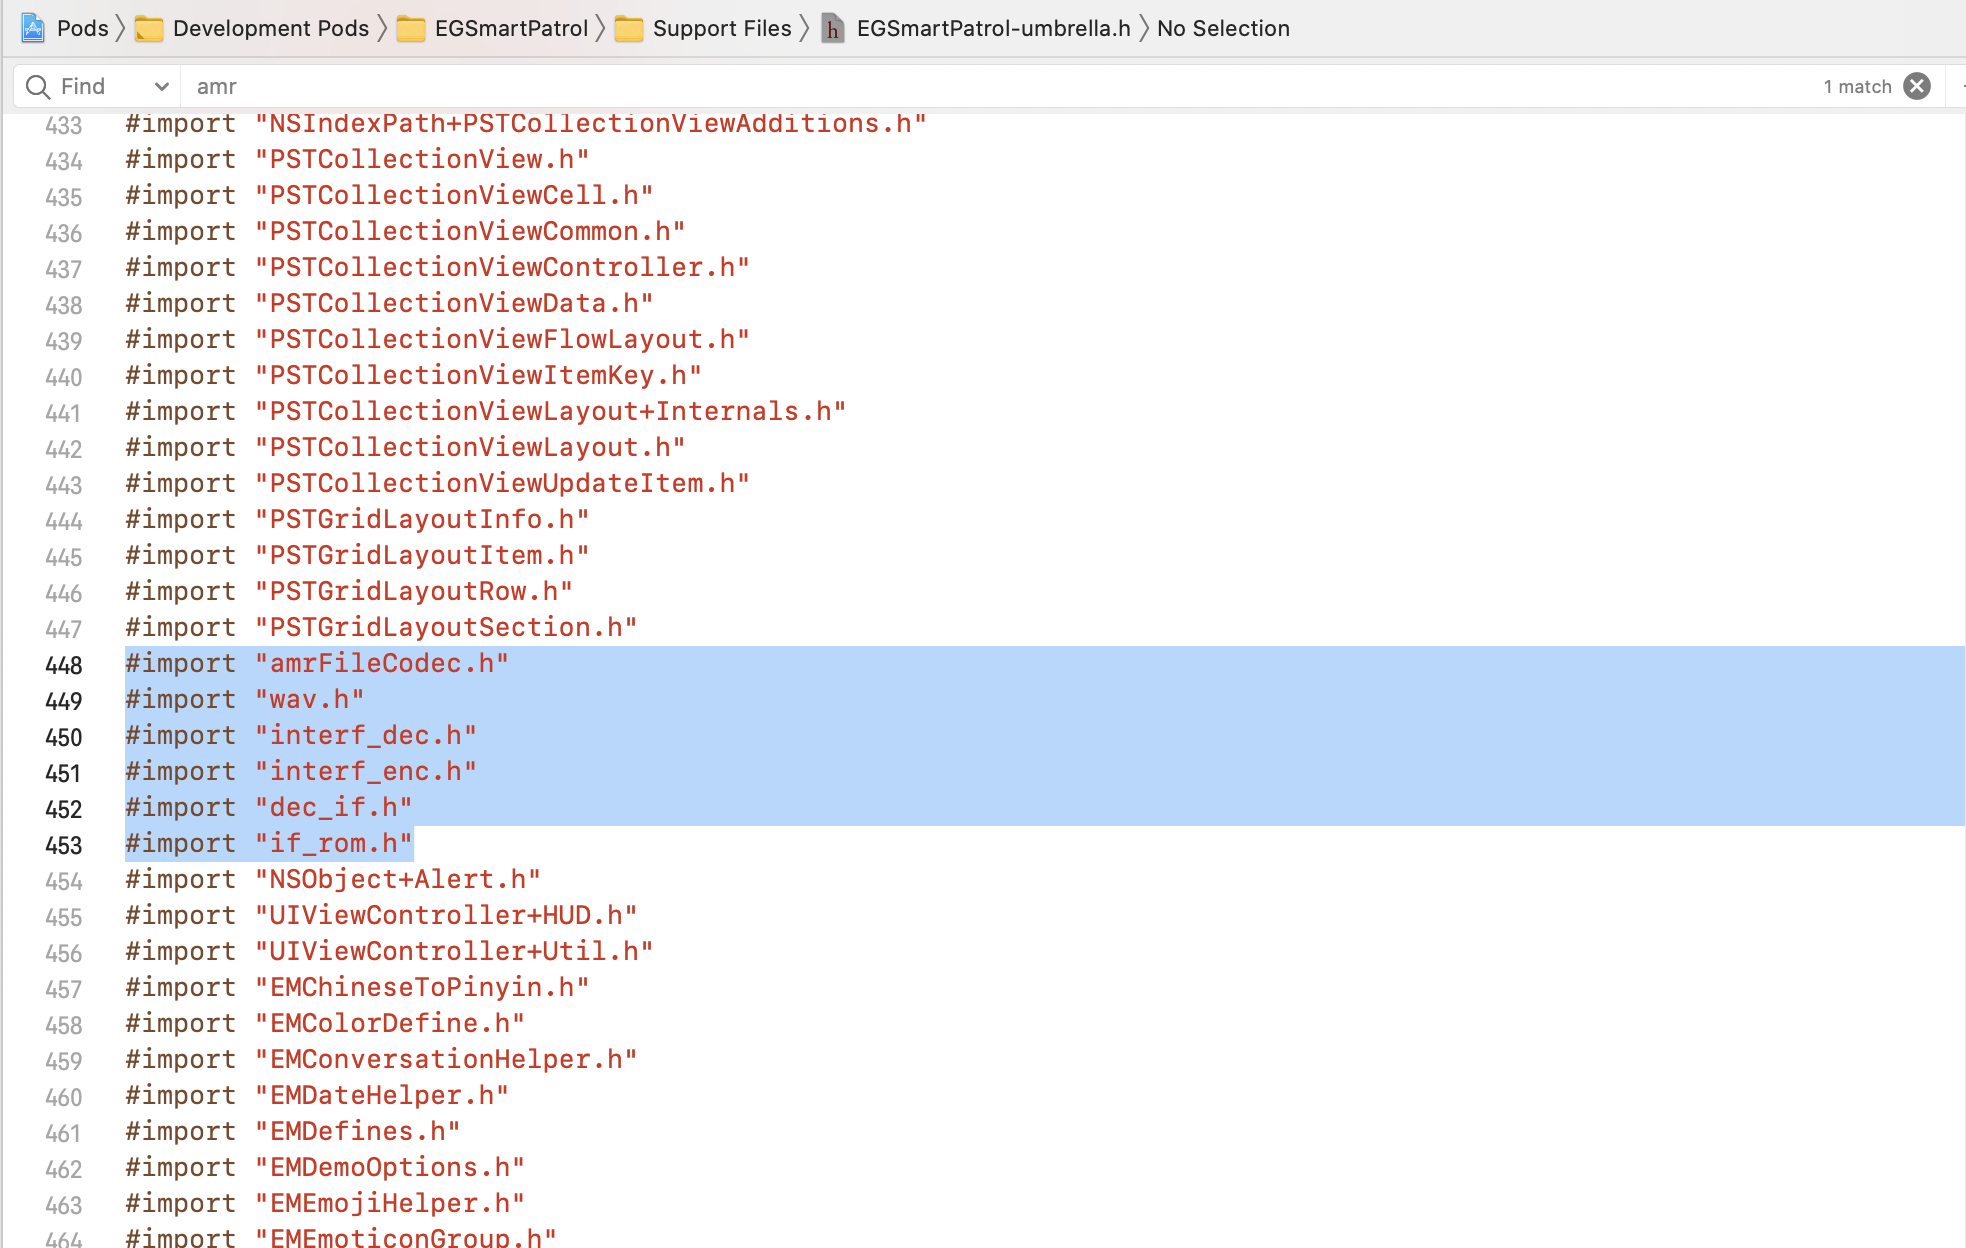 Pods Development Pods EGSmartPatrol Support Files h EGSmartPatrol-umbrella.h No Selection
Find amr 1 match
433 #import "NSIndexPath+PSTCollectionViewAdditions.h"
434 #import "PSTCollectionView.h"
435 #import "PSTCollectionViewCell.h"
436 #import "PSTCollectionViewCommon.h"
437 #import "PSTCollectionViewController.h"
438 #import "PSTCollectionViewData.h"
439 #import "PSTCollectionViewFlowLayout.h"
440 #import "PSTCollectionViewItemKey.h"
441 #import "PSTCollectionViewLayout+Internals.h"
442 #import "PSTCollectionViewLayout.h"
443 #import "PSTCollectionViewUpdateItem.h"
444 #import "PSTGridLayoutInfo.h"
445 #import "PSTGridLayoutItem.h"
446 #import "PSTGridLayoutRow.h"
447 #import "PSTGridLayoutSection.h"
448 #import "amrFileCodec.h"
449 #import "wav.h"
450 #import "interf_dec.h"
451 #import "interf_enc.h"
452 #import "dec_if.h"
453 #import "if_rom.h"
454 #import "NSObject+Alert.h"
455 #import "UIViewController+HUD.h"
456 #import "UIViewController+Util.h"
457 #import "EMChineseToPinyin.h"
458 #import "EMColorDefine.h"
459 #import "EMConversationHelper.h"
460 #import "EMDateHelper.h"
461 #import "EMDefines.h"
462 #import "EMDemoOptions.h"
463 #import "EMEmojiHelper.h"
464 #import "EMEmoticonGroup.h"